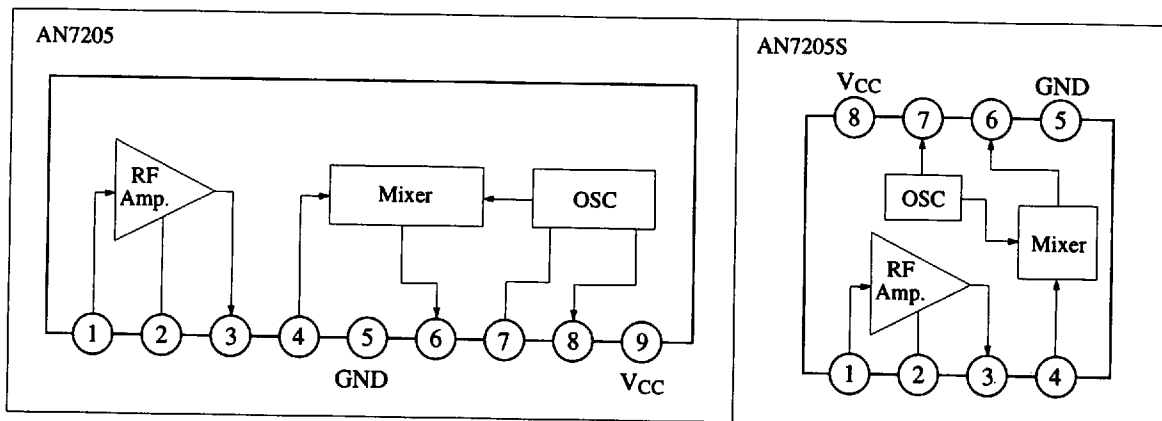 AN7205
RF
Amp.
Mixer
OSC
1 2 3 4 5 6 7 8 9
GND
VCC
AN7205S
VCC
GND
8 7 6 5
OSC
Mixer
RF
Amp.
1 2 3 4